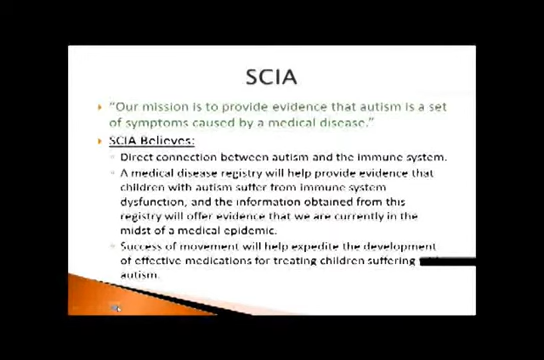 SCIA
"Our mission is to provide evidence that autism is a set
of symptoms caused by a medical disease."
SCIA Believes:
Direct connection between autism and the immune system.
A medical disease registry will help provide evidence that
children with autism suffer from immune system
dysfunction, and the information obtained from this
registry will offer evidence that we are currently in the
midst of a medical epidemic.
Success of movement will help expedite the development
of effective medications for treating children suffering
autism.